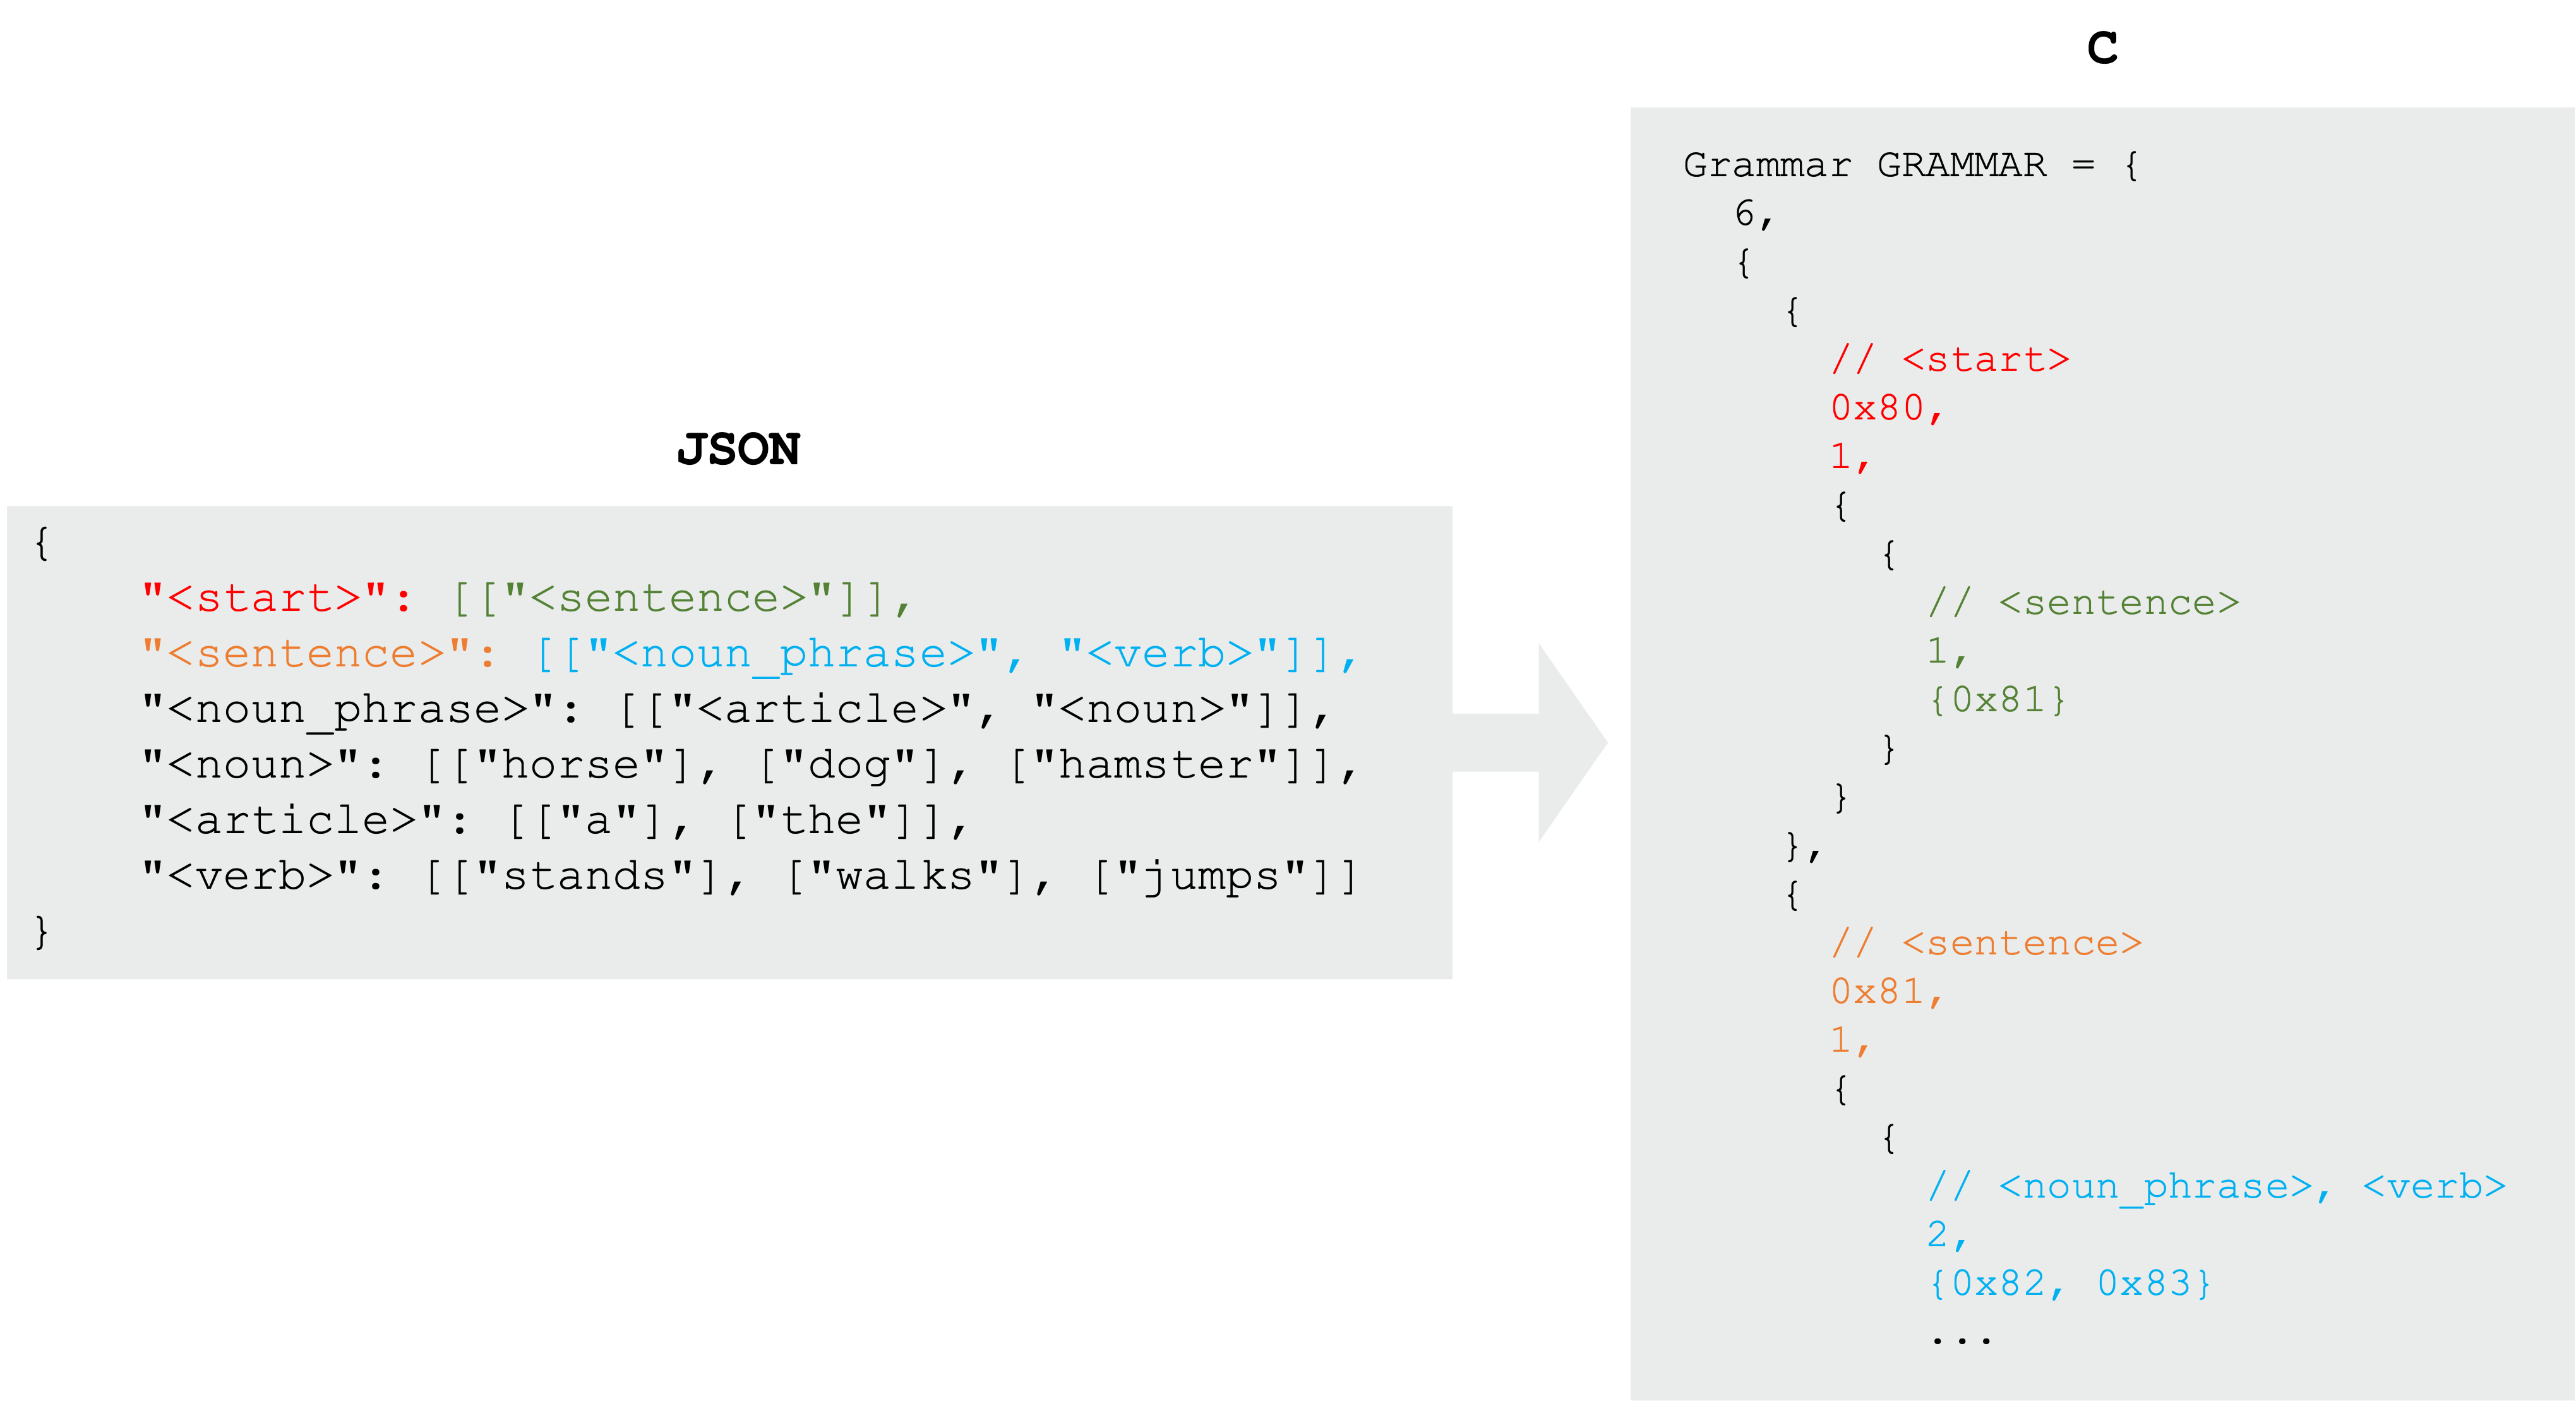 JSON
{
"<start>": [["<sentence>"]],
"<sentence>": [["<noun_phrase>", "<verb>"]],
"<noun_phrase>": [["<article>", "<noun>"]],
"<noun>": [["horse"], ["dog"], ["hamster"]],
"<article>": [["a"], ["the"]],
"<verb>": [["stands"], ["walks"], ["jumps"]]
}
C
Grammar GRAMMAR = {
6,
{
{
// <start>
0x80,
1,
{
{
// <sentence>
1,
{0x81}
}
}
},
{
// <sentence>
0x81,
1,
{
{
// <noun_phrase>, <verb>
2,
{0x82, 0x83}
...